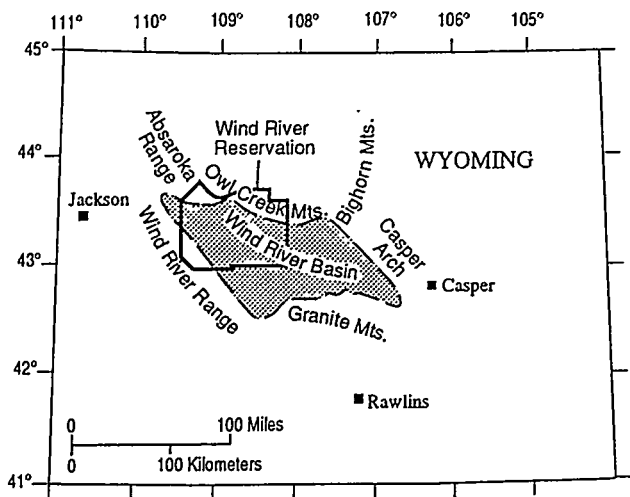 111° 110° 109° 108° 107° 106° 105°
45°
44°
43°
42°
41°
Absaroka
Range
Wind River
Reservation
Bighorn Mts.
WYOMING
Owl Creek Mts.
Jackson
Wind River Basin
Casper
Arch
Wind River Range
Casper
Granite Mts.
Rawlins
0 100 Miles
0 100 Kilometers